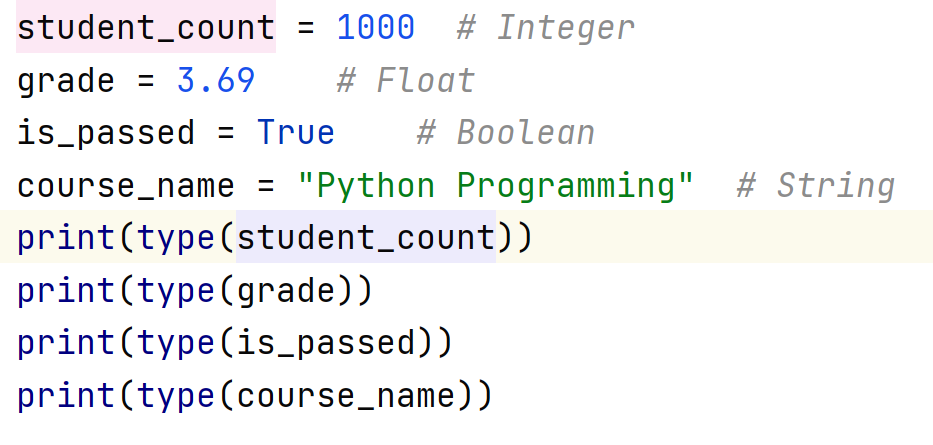 student_count = 1000  # Integer
grade = 3.69    # Float
is_passed = True    # Boolean
course_name = "Python Programming"  # String
print(type(student_count))
print(type(grade))
print(type(is_passed))
print(type(course_name))